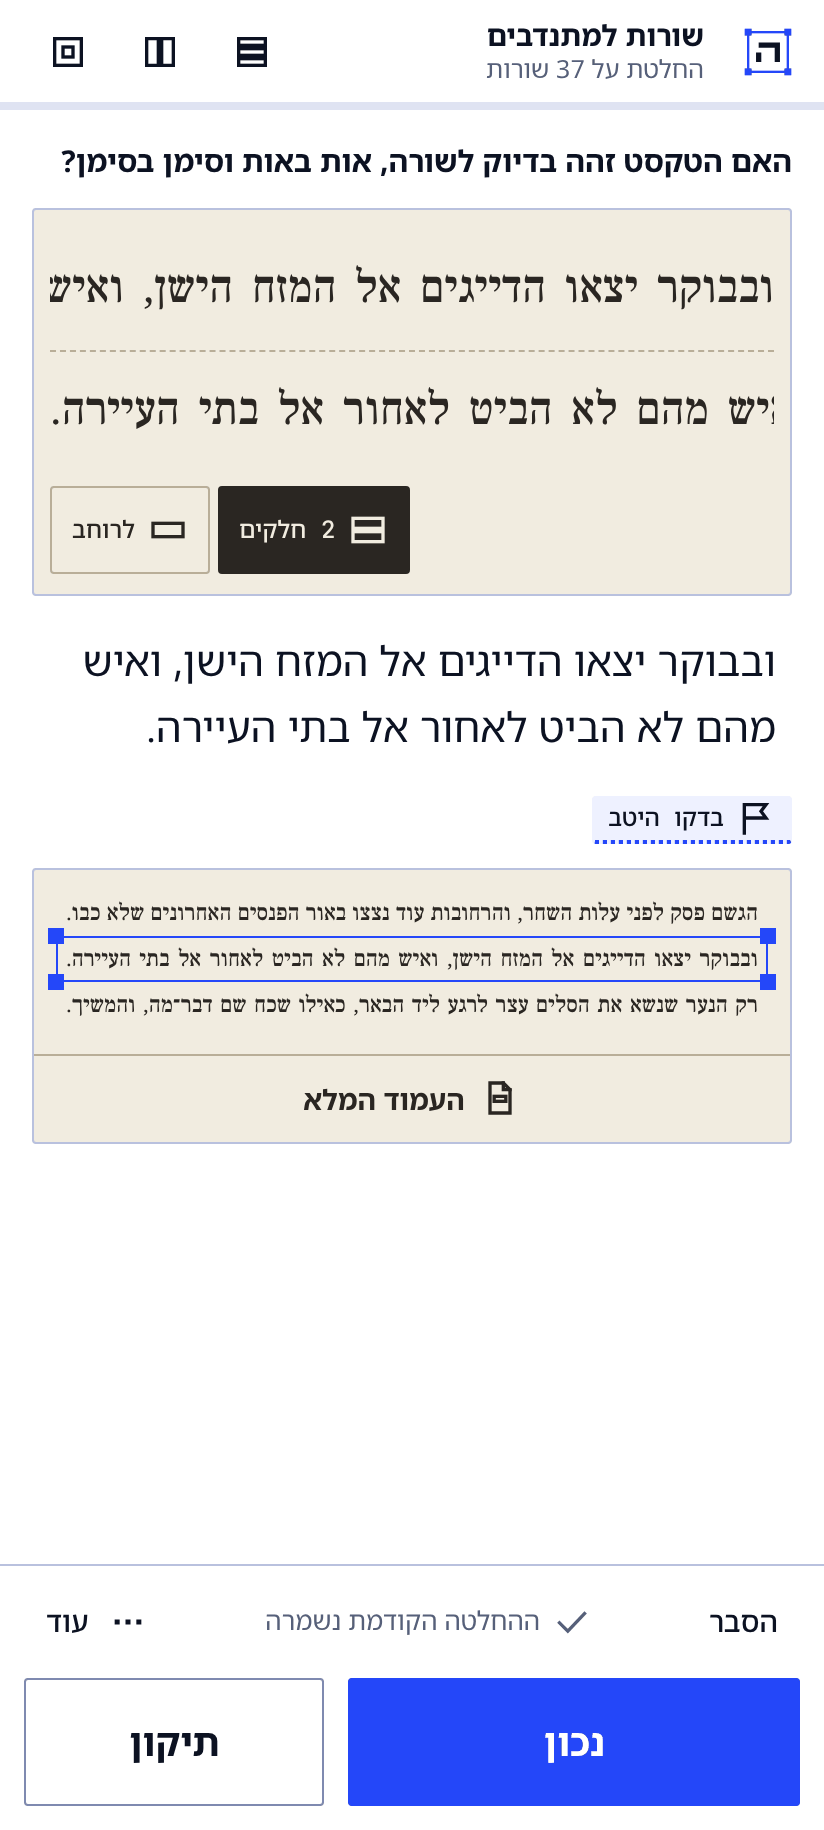 ה
שורות למתנדבים
החלטת על 37 שורות
האם הטקסט זהה בדיוק לשורה, אות באות וסימן בסימן?
ובבוקר יצאו הדייגים אל המזח הישן, ואיש
איש מהם לא הביט לאחור אל בתי העיירה.
2 חלקים
לרוחב
ובבוקר יצאו הדייגים אל המזח הישן, ואיש
מהם לא הביט לאחור אל בתי העיירה.
בדקו היטב
הגשם פסק לפני עלות השחר, והרחובות עוד נצצו באור הפנסים האחרונים שלא כבו.
ובבוקר יצאו הדייגים אל המזח הישן, ואיש מהם לא הביט לאחור אל בתי העיירה.
רק הנער שנשא את הסלים עצר לרגע ליד הבאר, כאילו שכח שם דבר־מה, והמשיך.
העמוד המלא
הסבר
ההחלטה הקודמת נשמרה
עוד
נכון
תיקון